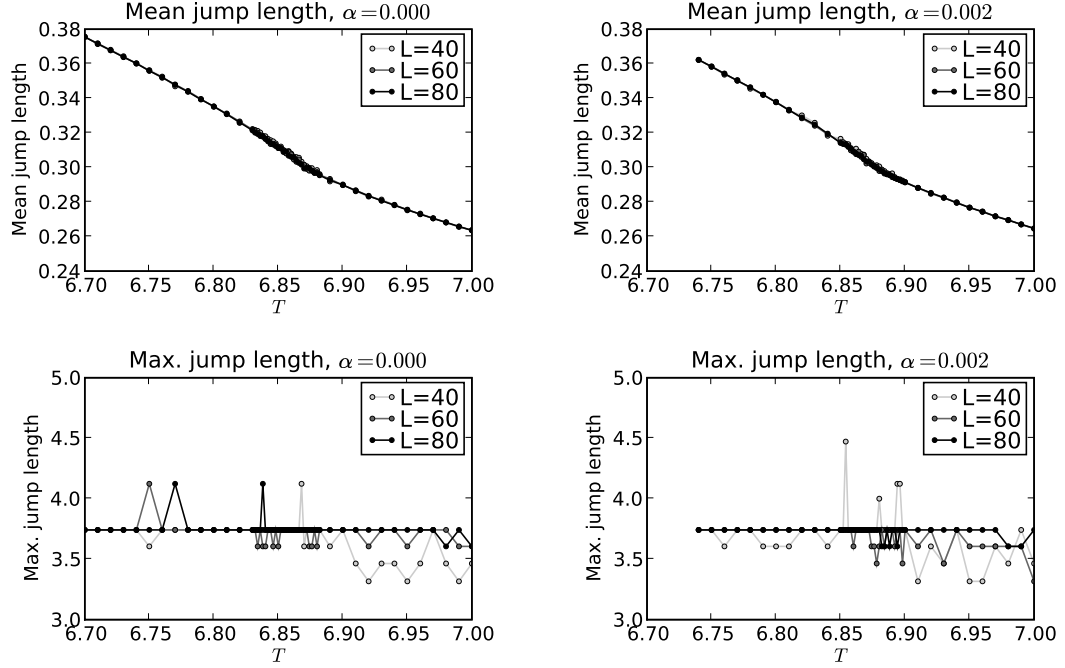 Mean jump length, α=0.000
Mean jump length
0.38
0.36
0.34
0.32
0.30
0.28
0.26
0.24
L=40
L=60
L=80
6.70 6.75 6.80 6.85 6.90 6.95 7.00
T
Mean jump length, α=0.002
Mean jump length
0.38
0.36
0.34
0.32
0.30
0.28
0.26
0.24
L=40
L=60
L=80
6.70 6.75 6.80 6.85 6.90 6.95 7.00
T
Max. jump length, α=0.000
Max. jump length
5.0
4.5
4.0
3.5
3.0
L=40
L=60
L=80
6.70 6.75 6.80 6.85 6.90 6.95 7.00
T
Max. jump length, α=0.002
Max. jump length
5.0
4.5
4.0
3.5
3.0
L=40
L=60
L=80
6.70 6.75 6.80 6.85 6.90 6.95 7.00
T